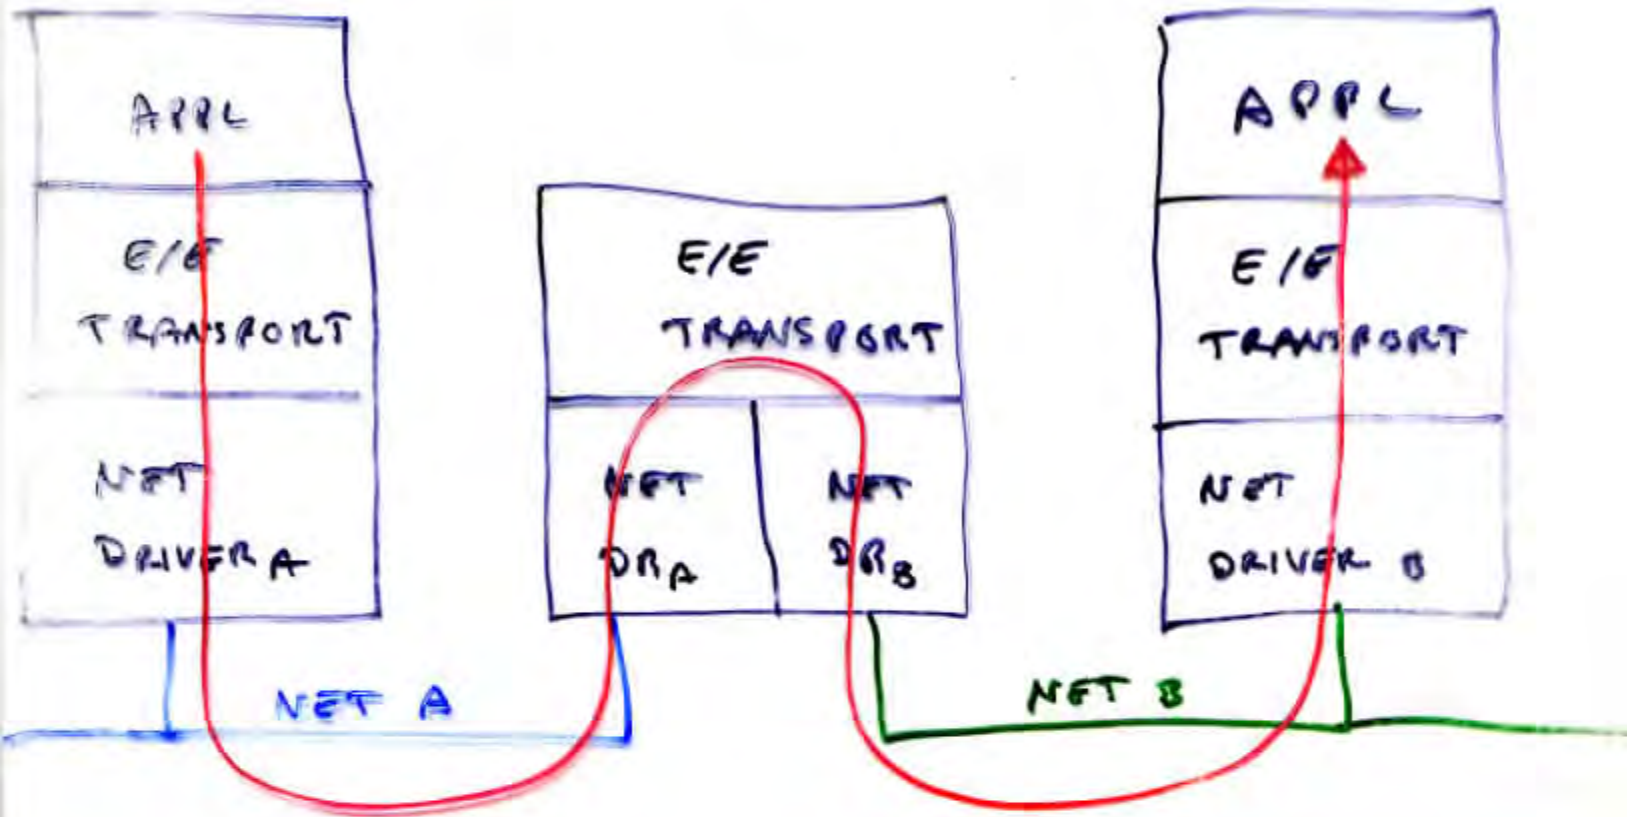 APPL
E/E
TRANSPORT
NET
DRIVER A
NET A
E/E
TRANSPORT
NET
DRA
NET
DRB
NET B
APPL
E/E
TRANSPORT
NET
DRIVER B